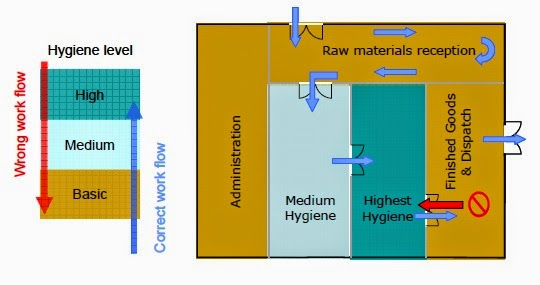 Hygiene level
High
Medium
Basic
Wrong work flow
Correct work flow
Raw materials reception
Administration
Medium
Hygiene
Highest
Hygiene
Finished Goods
& Dispatch